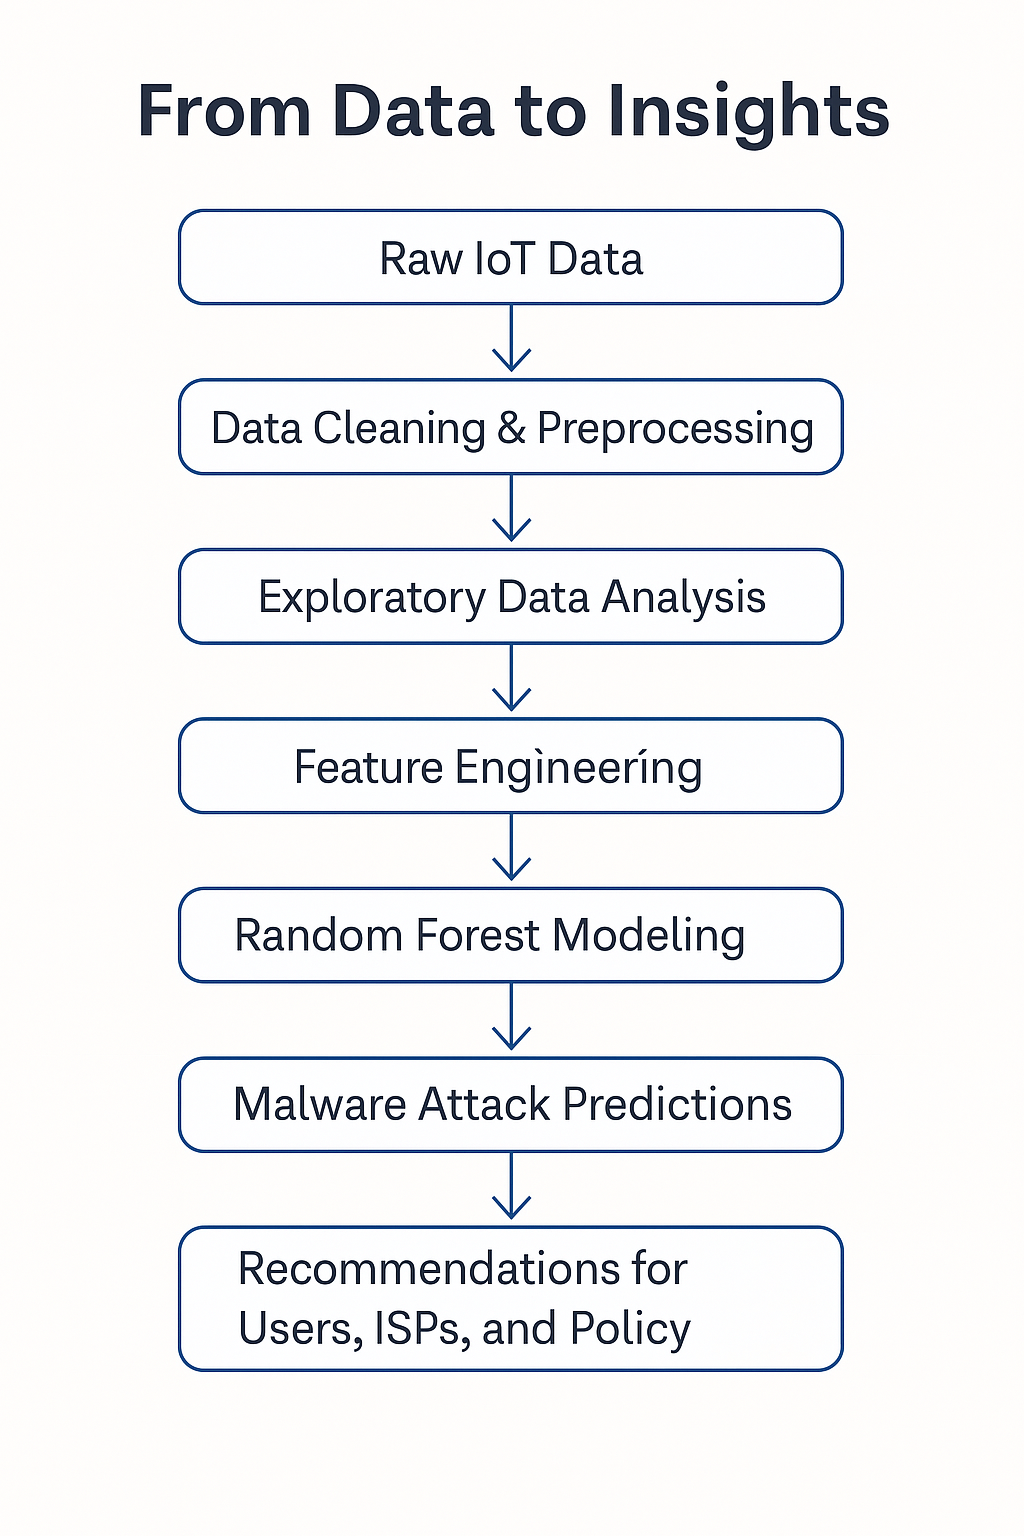 From Data to Insights
Raw IoT Data
Data Cleaning & Preprocessing
Exploratory Data Analysis
Feature Engìneeríng
Random Forest Modeling
Malware Attack Predictions
Recommendations for
Users, ISPs, and Policy